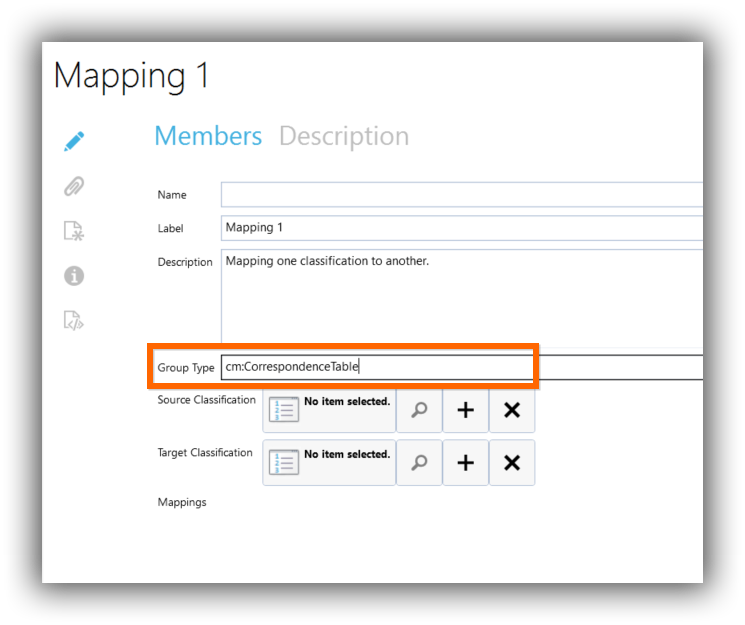 Mapping 1
Members Description
Name
Label Mapping 1
Description Mapping one classification to another.
Group Type cm:CorrespondenceTable
Source Classification No item selected.
Target Classification No item selected.
Mappings